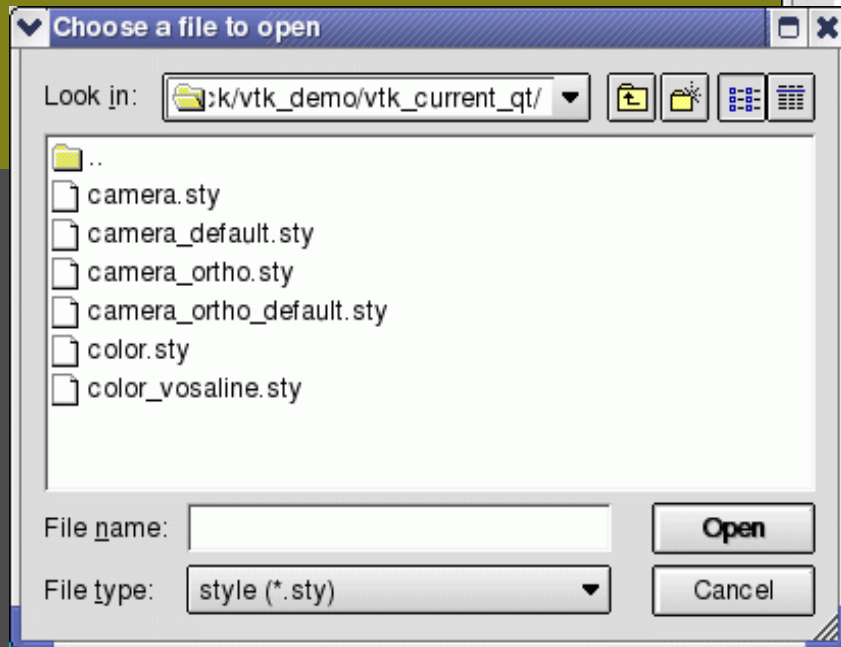 Choose a file to open
Look in: ck/vtk_demo/vtk_current_qt/
..
camera.sty
camera_default.sty
camera_ortho.sty
camera_ortho_default.sty
color.sty
color_vosaline.sty
File name: Open
File type: style (*.sty) Cancel